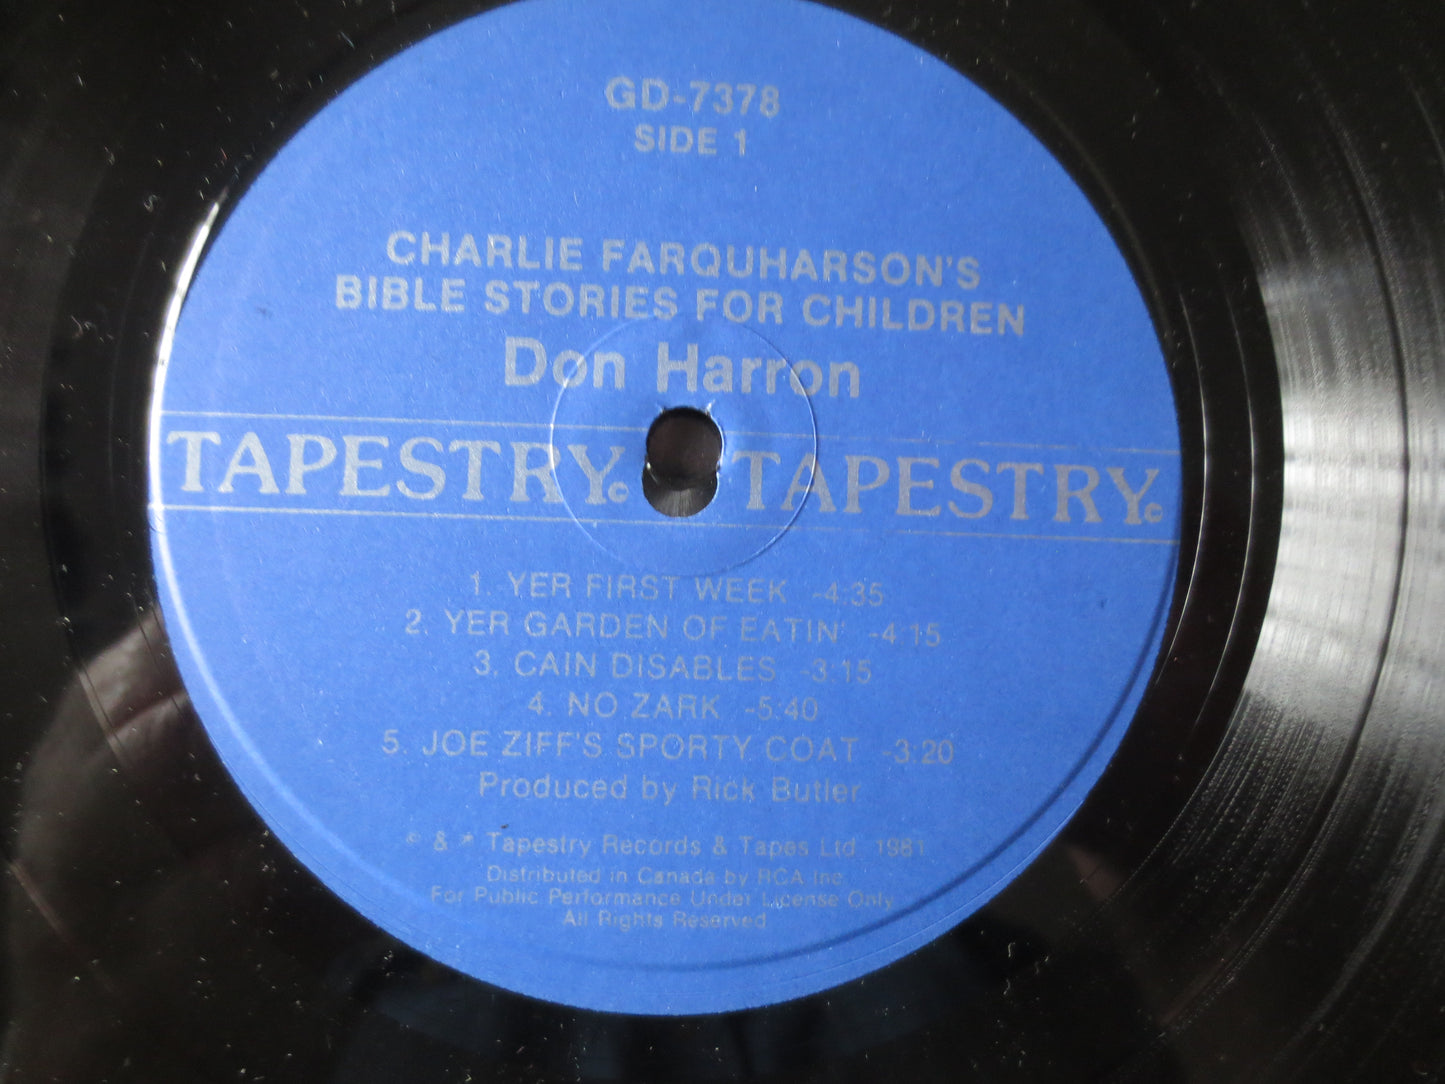 GD-7378
SIDE 1
CHARLIE FARQUHARSON'S
BIBLE STORIES FOR CHILDREN
Don Harron
TAPESTRY© TAPESTRY©
1. YER FIRST WEEK -4:35
2. YER GARDEN OF EATIN' -4:15
3. CAIN DISABLES -3:15
4. NO ZARK -5:40
5. JOE ZIFF'S SPORTY COAT -3:20
Produced by Rick Butler
© & * Tapestry Records & Tapes Ltd. 1981
Distributed in Canada by RCA Inc.
For Public Performance Under License Only
All Rights Reserved